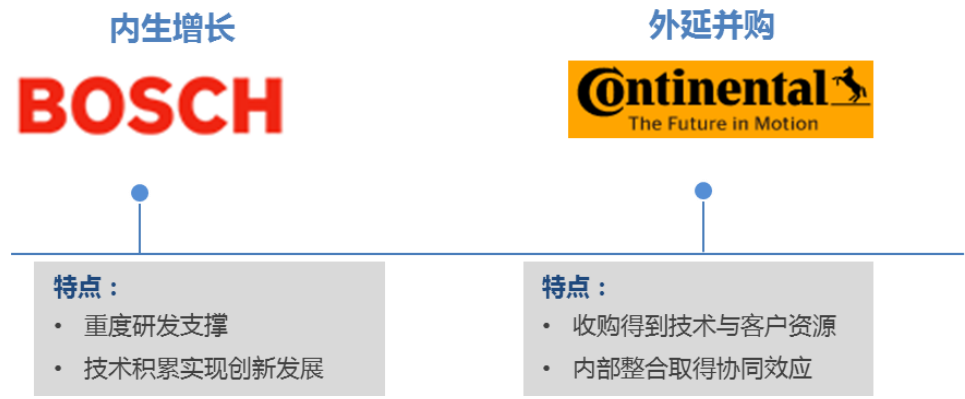 内生增长
BOSCH
特点：
• 重度研发支撑
• 技术积累实现创新发展
外延并购
Continental
The Future in Motion
特点：
• 收购得到技术与客户资源
• 内部整合取得协同效应